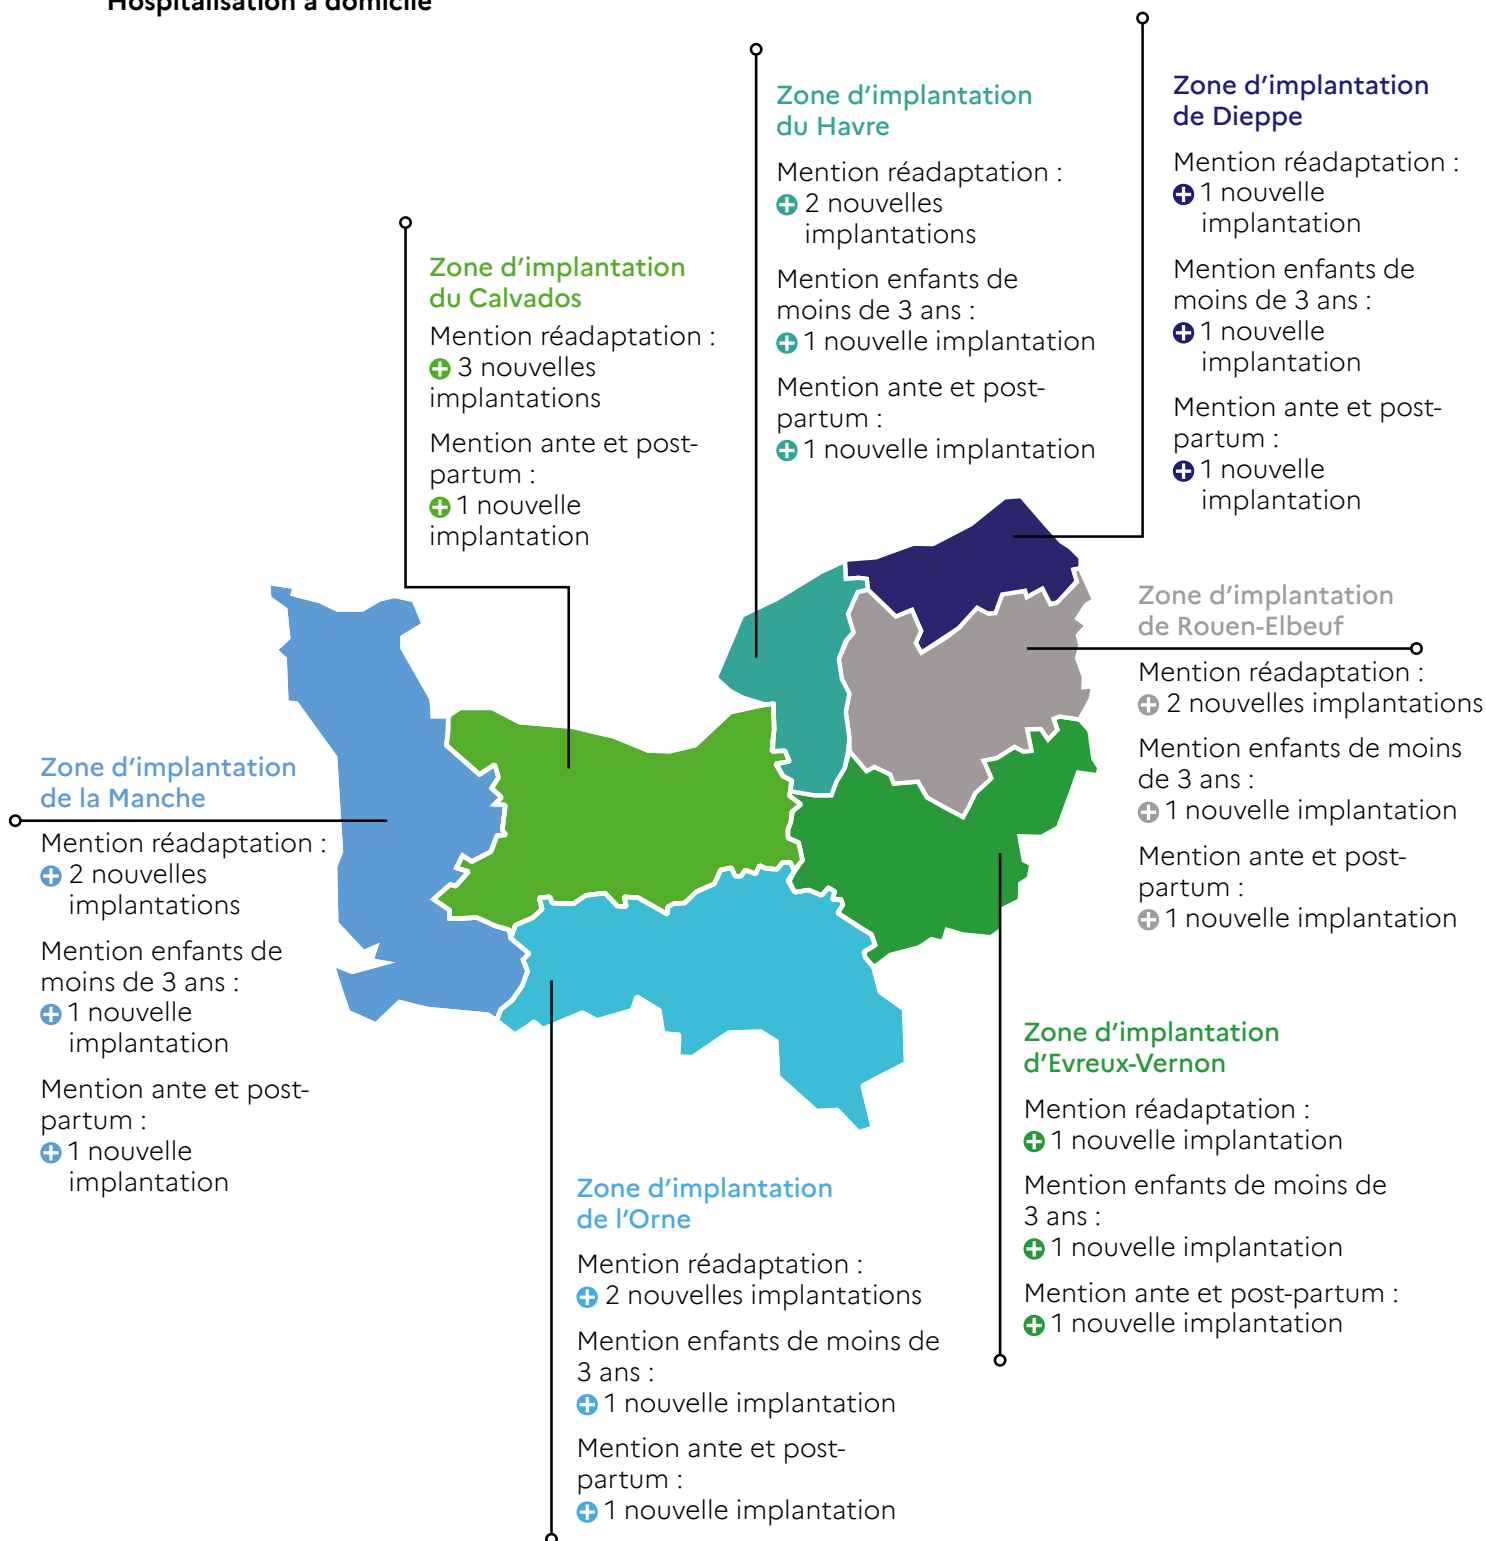 Hospitalisation à domicile
Zone d'implantation
du Havre
Mention réadaptation :
2 nouvelles
implantations
Mention enfants de
moins de 3 ans :
1 nouvelle implantation
Mention ante et post-
partum :
1 nouvelle implantation
Zone d'implantation
de Dieppe
Mention réadaptation :
1 nouvelle
implantation
Mention enfants de
moins de 3 ans :
1 nouvelle
implantation
Mention ante et post-
partum :
1 nouvelle
implantation
Zone d'implantation
du Calvados
Mention réadaptation :
3 nouvelles
implantations
Mention ante et post-
partum :
1 nouvelle
implantation
Zone d'implantation
de Rouen-Elbeuf
Mention réadaptation :
2 nouvelles implantations
Mention enfants de moins
de 3 ans :
1 nouvelle implantation
Mention ante et post-
partum :
1 nouvelle implantation
Zone d'implantation
de la Manche
Mention réadaptation :
2 nouvelles
implantations
Mention enfants de
moins de 3 ans :
1 nouvelle
implantation
Mention ante et post-
partum :
1 nouvelle
implantation
Zone d'implantation
d'Evreux-Vernon
Mention réadaptation :
1 nouvelle implantation
Mention enfants de moins de
3 ans :
1 nouvelle implantation
Mention ante et post-partum :
1 nouvelle implantation
Zone d'implantation
de l'Orne
Mention réadaptation :
2 nouvelles implantations
Mention enfants de moins de
3 ans :
1 nouvelle implantation
Mention ante et post-
partum :
1 nouvelle implantation